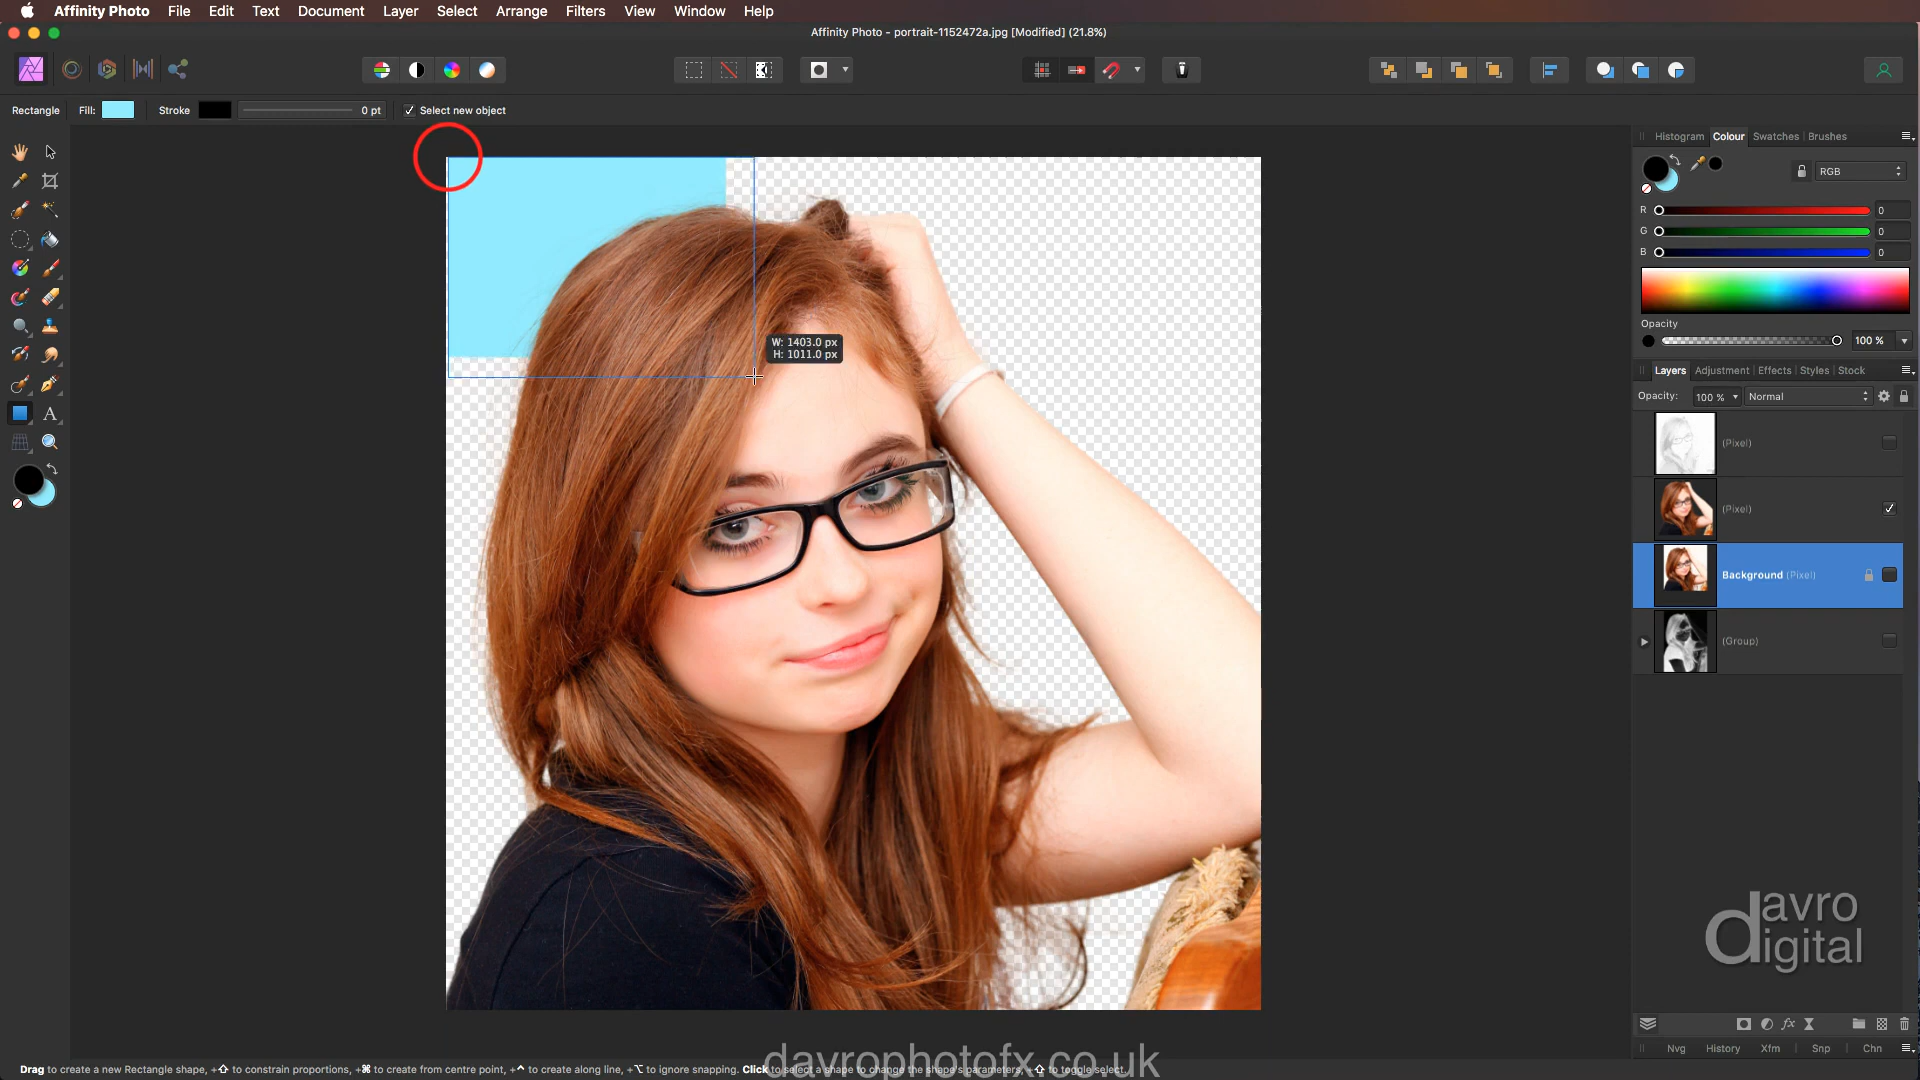 Affinity Photo File Edit Text Document Layer Select Arrange Filters View Window Help
Affinity Photo - portrait-1152472a.jpg [Modified] (21.8%)
Rectangle Fill: Stroke 0 pt Select new object
Histogram Colour Swatches Brushes
RGB
R 0
G 0
B 0
Opacity
100 %
W: 1403.0 px
H: 1011.0 px
Layers Adjustment Effects Styles Stock
Opacity: 100 % Normal
(Pixel)
(Pixel)
Background (Pixel)
(Group)
A
davro
digital
fx
Nvg History Xfm Snp Chn
davrophotofx.co.uk
Drag to create a new Rectangle shape, +⇧ to constrain proportions, +⌘ to create from centre point, +^ to create along line, +⌥ to ignore snapping. Click to select a shape to change the shape's parameters, +⇧ to toggle select.